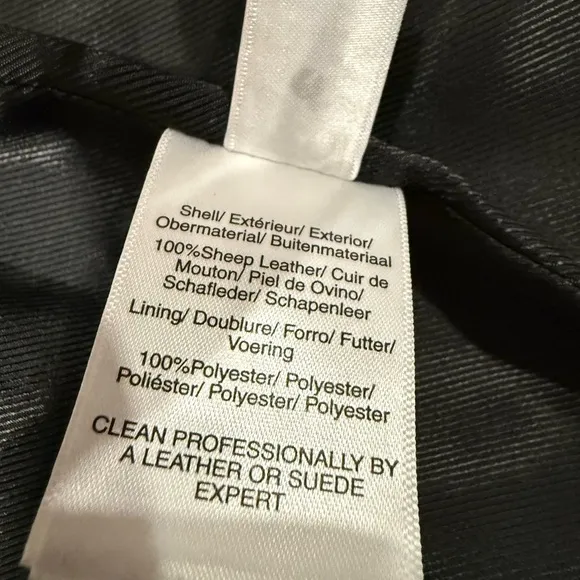 Shell/ Extérieur/ Exterior/
Obermaterial/ Buitenmateriaal
100%Sheep Leather/ Cuir de
Mouton/ Piel de Ovino/
Schafleder/ Schapenleer
Lining/ Doublure/ Forro/ Futter/
Voering
100%Polyester/ Polyester/
Poliéster/ Polyester/ Polyester
CLEAN PROFESSIONALLY BY
A LEATHER OR SUEDE
EXPERT